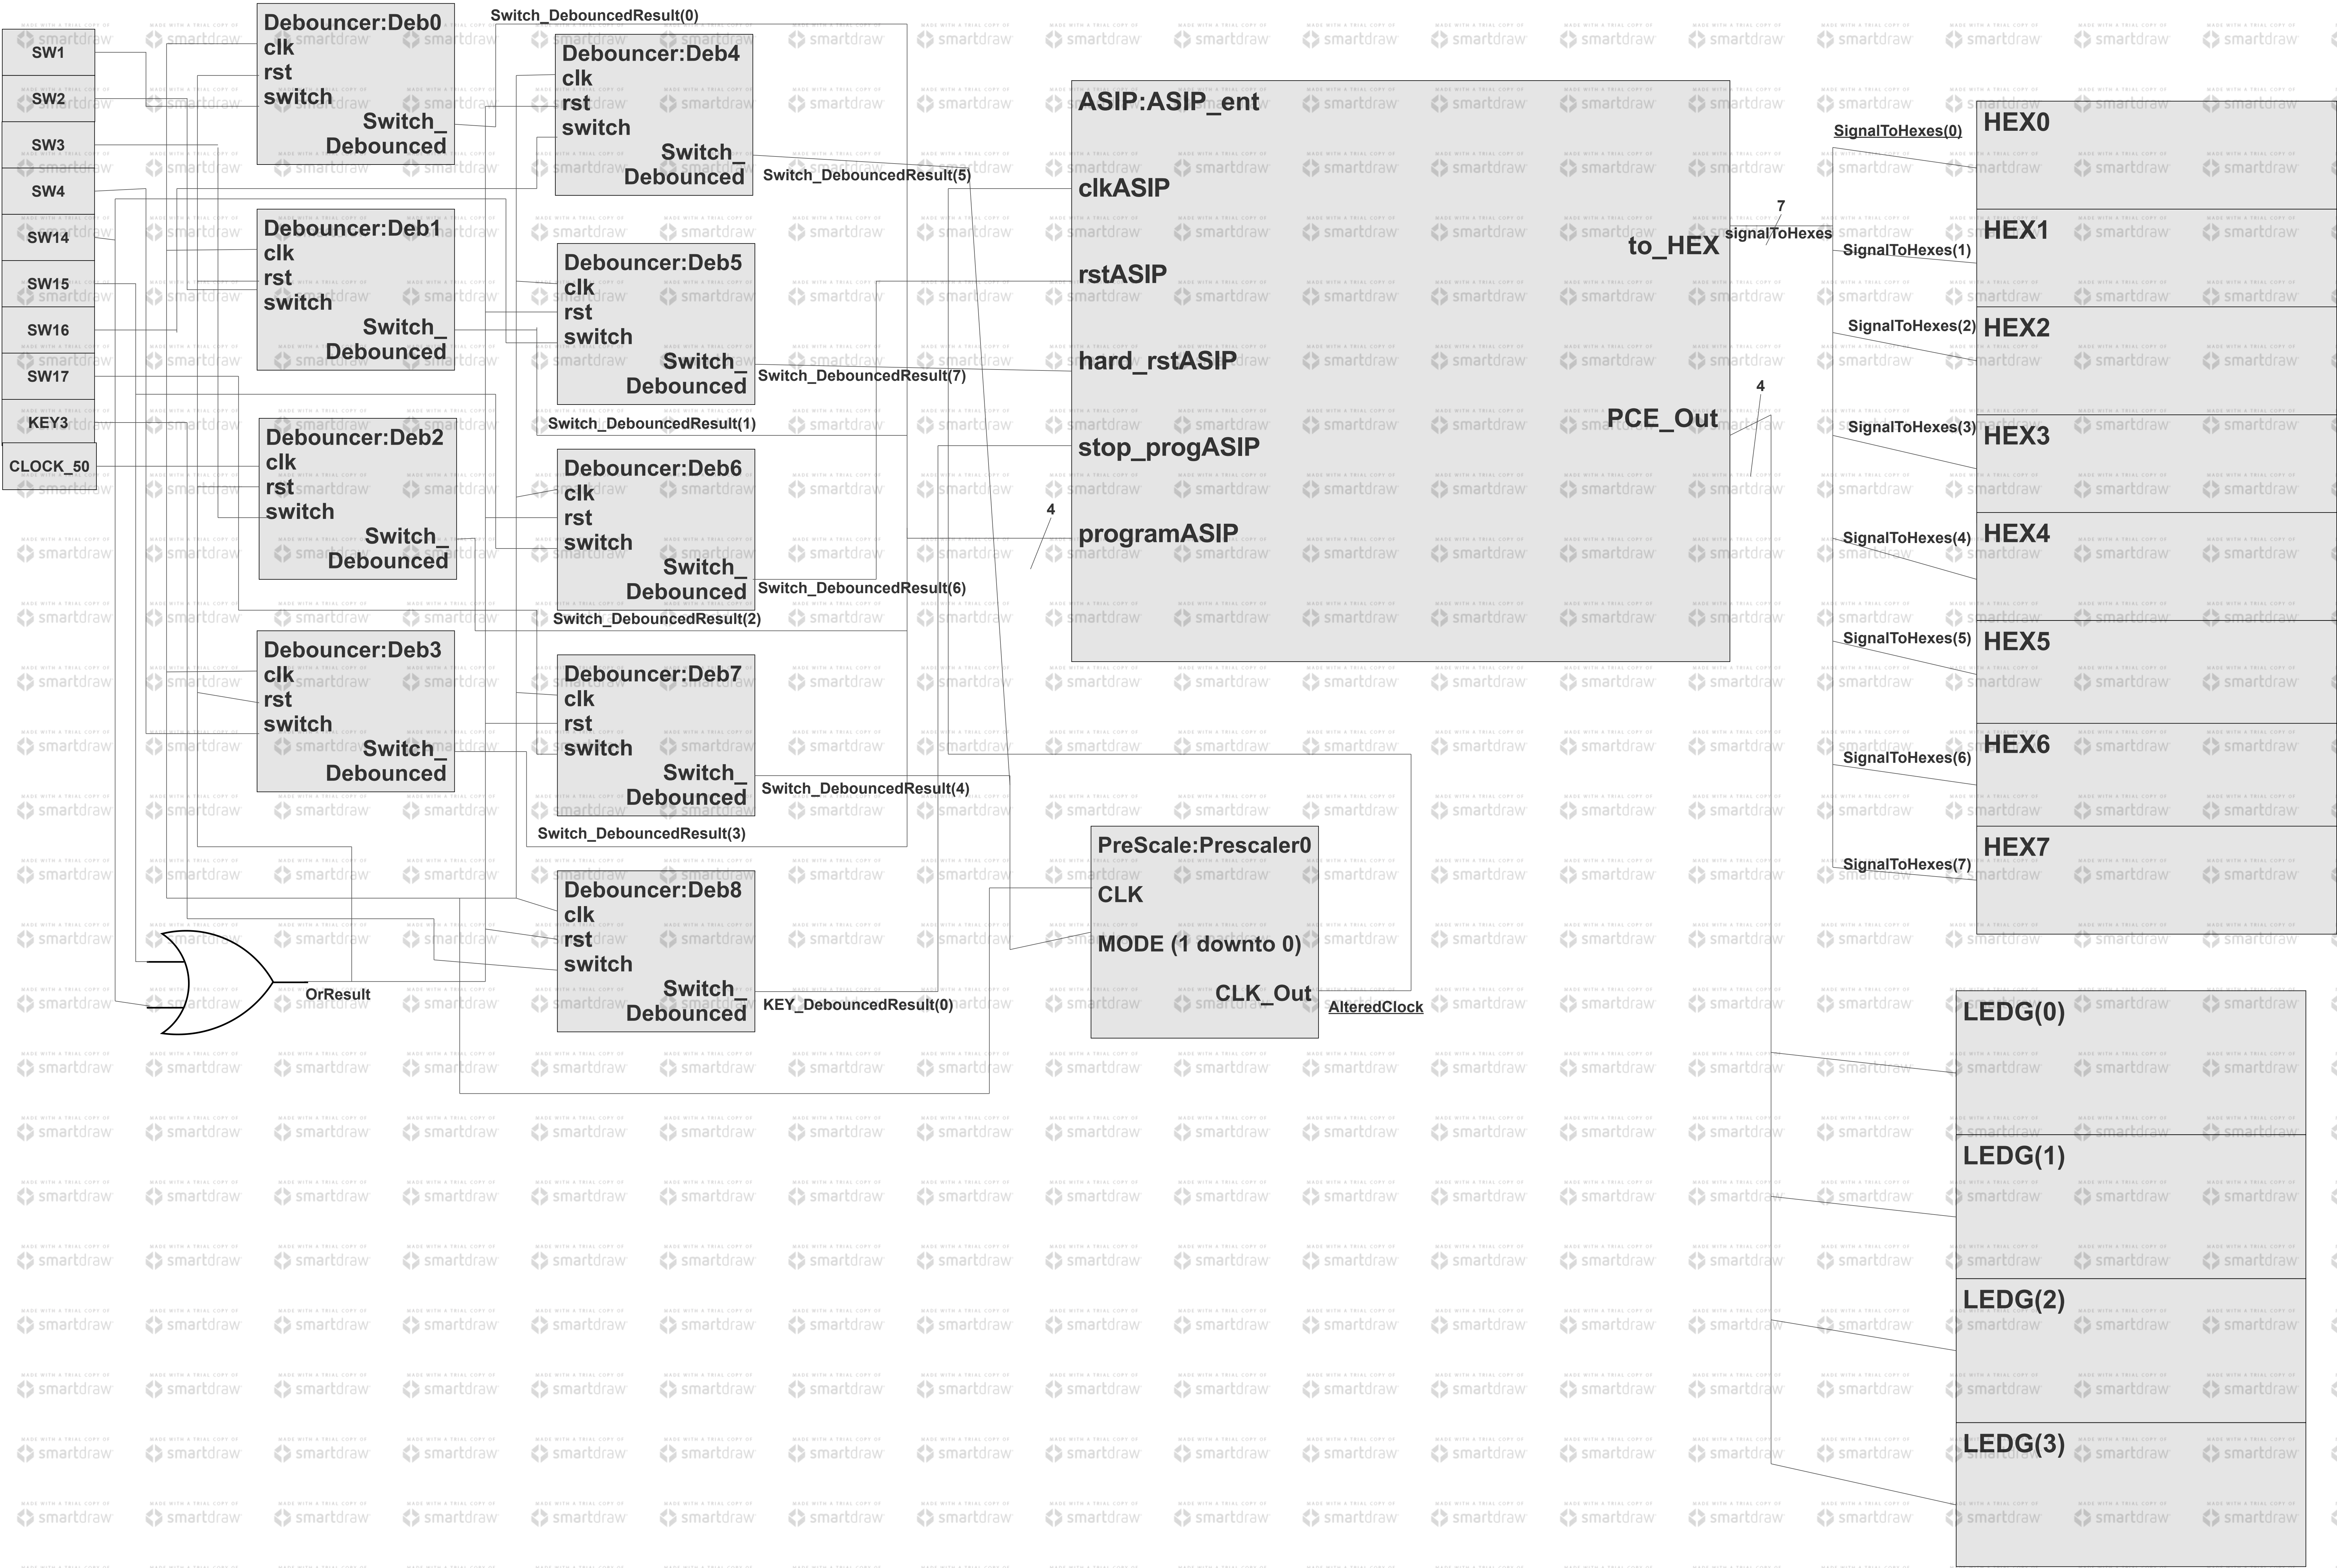 SW1
SW2
SW3
SW4
SW14
SW15
SW16
SW17
KEY3
CLOCK_50
Debouncer:Deb0
clk
rst
switch
Switch_
Debounced
Switch_DebouncedResult(0)
Debouncer:Deb1
clk
rst
switch
Switch_
Debounced
Switch_DebouncedResult(1)
Debouncer:Deb2
clk
rst
switch
Switch_
Debounced
Switch_DebouncedResult(2)
Debouncer:Deb3
clk
rst
switch
Switch_
Debounced
Switch_DebouncedResult(3)
OrResult
Debouncer:Deb4
clk
rst
switch
Switch_
Debounced
Switch_DebouncedResult(5)
Debouncer:Deb5
clk
rst
switch
Switch_
Debounced
Switch_DebouncedResult(7)
Debouncer:Deb6
clk
rst
switch
Switch_
Debounced
Switch_DebouncedResult(6)
Debouncer:Deb7
clk
rst
switch
Switch_
Debounced
Switch_DebouncedResult(4)
Debouncer:Deb8
clk
rst
switch
Switch_
Debounced
KEY_DebouncedResult(0)
ASIP:ASIP_ent
clkASIP
rstASIP
hard_rstASIP
stop_progASIP
4
programASIP
to_HEX
7
signalToHexes
PCE_Out
4
PreScale:Prescaler0
CLK
MODE (1 downto 0)
CLK_Out
AlteredClock
SignalToHexes(0)
HEX0
SignalToHexes(1)
HEX1
SignalToHexes(2)
HEX2
SignalToHexes(3)
HEX3
SignalToHexes(4)
HEX4
SignalToHexes(5)
HEX5
SignalToHexes(6)
HEX6
SignalToHexes(7)
HEX7
LEDG(0)
LEDG(1)
LEDG(2)
LEDG(3)
MADE WITH A TRIAL COPY OF
smartdraw